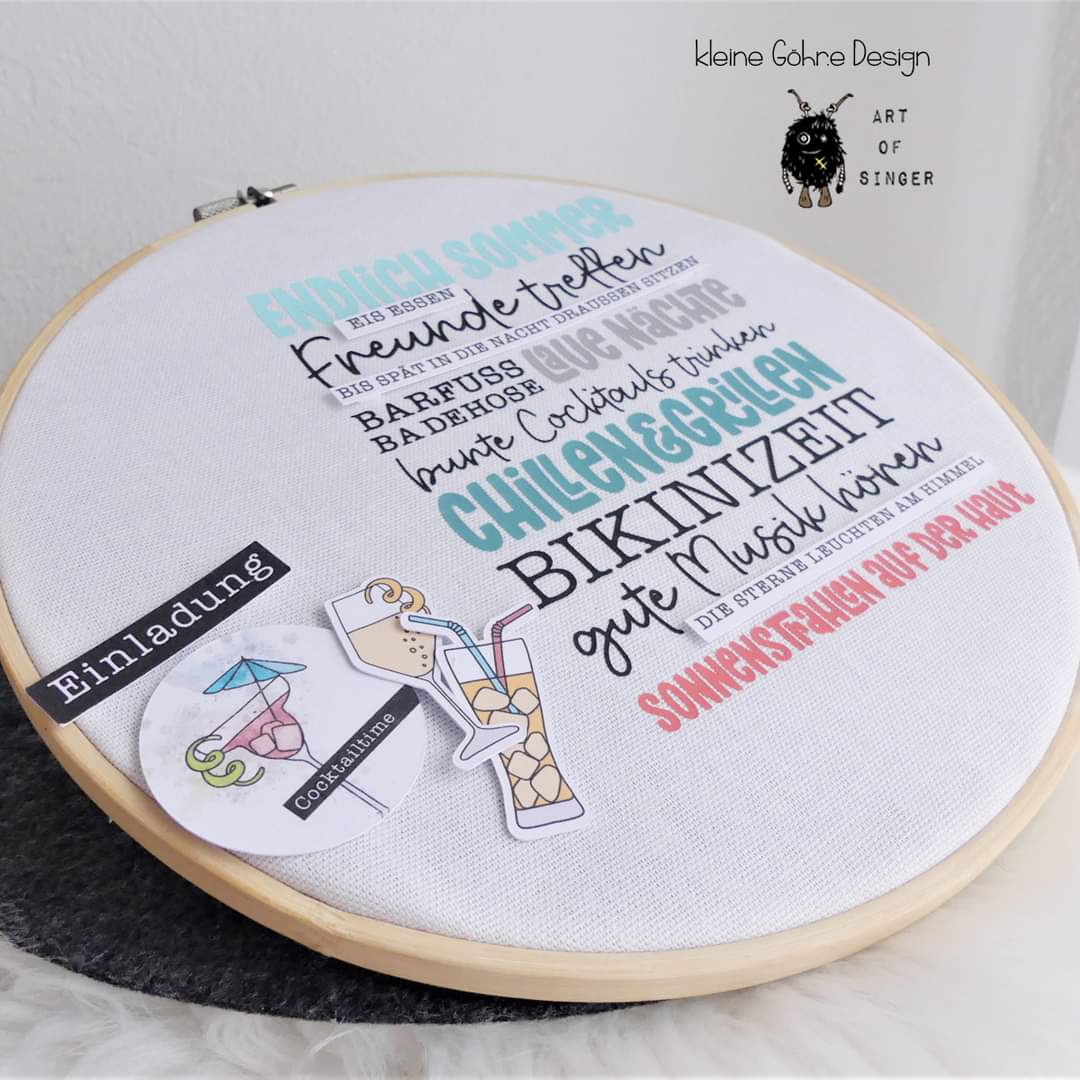 kleine Göhr.e Design
ART
OF
SINGER
ENDLICH SOMMER
EIS ESSEN
Freunde treffen
BIS SPÄT IN DIE NACHT DRAUSSEN SITZEN
BARFUSS
BADEHOSE
LAUE NÄCHTE
bunte Cocktails trinken
CHILLEN&GRILLEN
BIKINIZEIT
gute Musik hören
DIE STERNE LEUCHTEN AM HIMMEL
SONNENSTRAHLEN AUF DER HAUT
Einladung
Cocktailtime